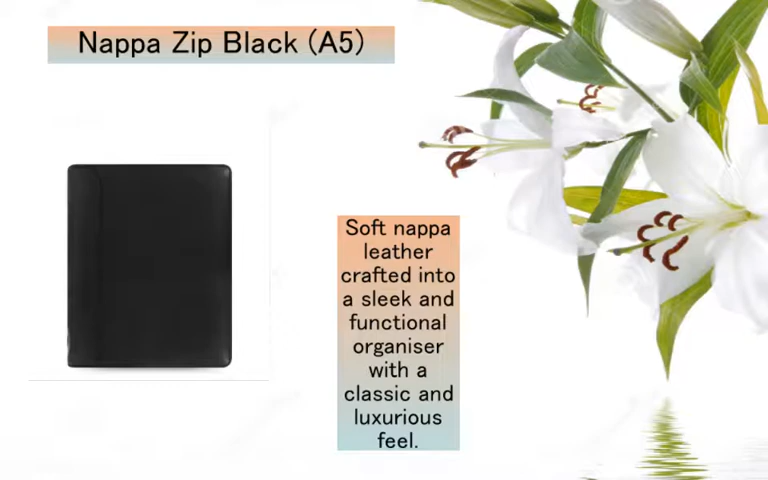 Nappa Zip Black (A5)
Soft nappa
leather
crafted into
a sleek and
functional
organiser
with a
classic and
luxurious
feel.